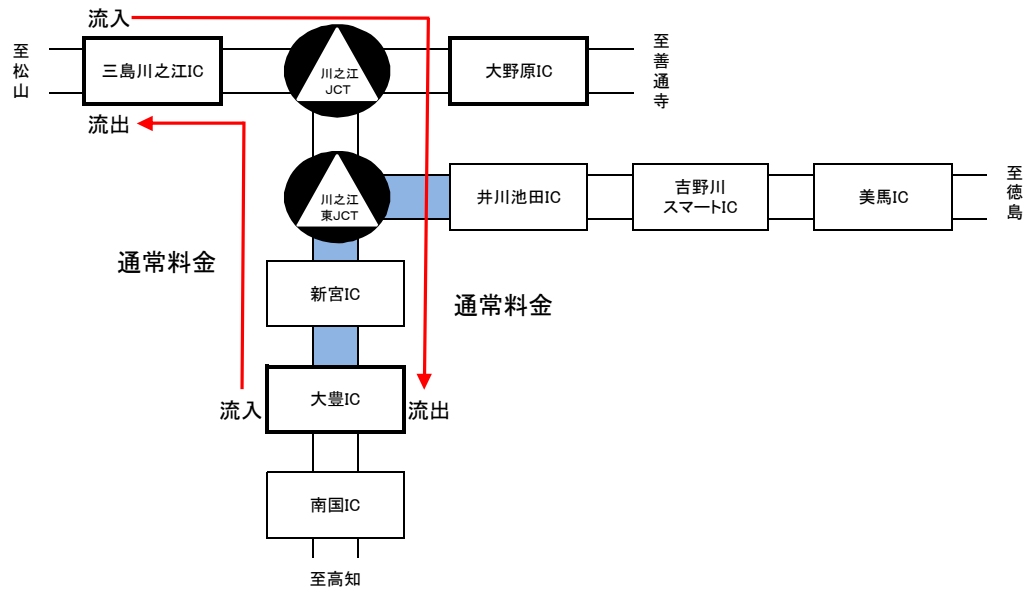 流入
至松山
三島川之江IC
川之江
JCT
大野原IC
至善通寺
流出
川之江
東JCT
井川池田IC
吉野川
スマートIC
美馬IC
至徳島
通常料金
新宮IC
通常料金
流入
大豊IC
流出
南国IC
至高知